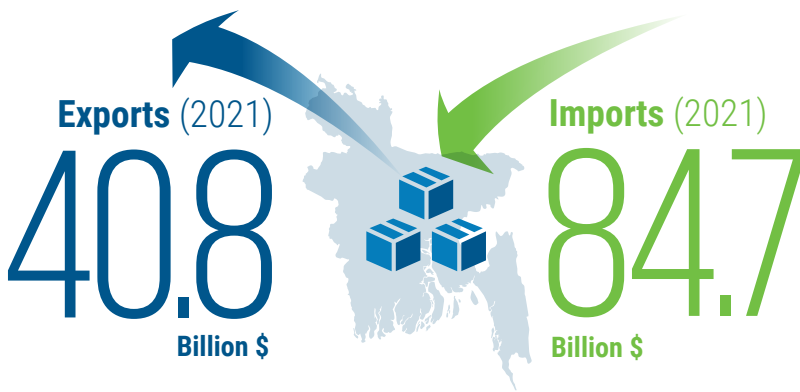 Exports (2021)
40.8
Billion $
Imports (2021)
84.7
Billion $